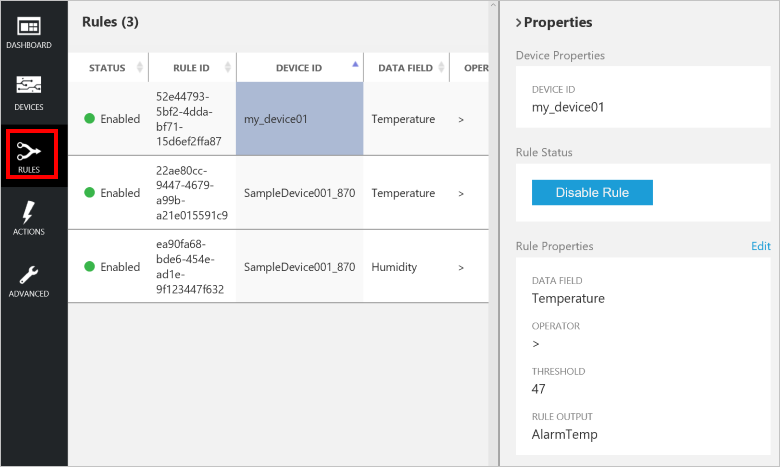 DASHBOARD
DEVICES
RULES
ACTIONS
ADVANCED
Rules (3)
STATUS RULE ID DEVICE ID DATA FIELD OPER
Enabled
52e44793-
5bf2-4dda-
bf71-
15d6ef2ffa87
my_device01
Temperature
>
Enabled
22ae80cc-
9447-4679-
a99b-
a21e015591c9
SampleDevice001_870
Temperature
>
Enabled
ea90fa68-
bde6-454e-
ad1e-
9f123447f632
SampleDevice001_870
Humidity
>
Properties
Device Properties
DEVICE ID
my_device01
Rule Status
Disable Rule
Rule Properties Edit
DATA FIELD
Temperature
OPERATOR
>
THRESHOLD
47
RULE OUTPUT
AlarmTemp